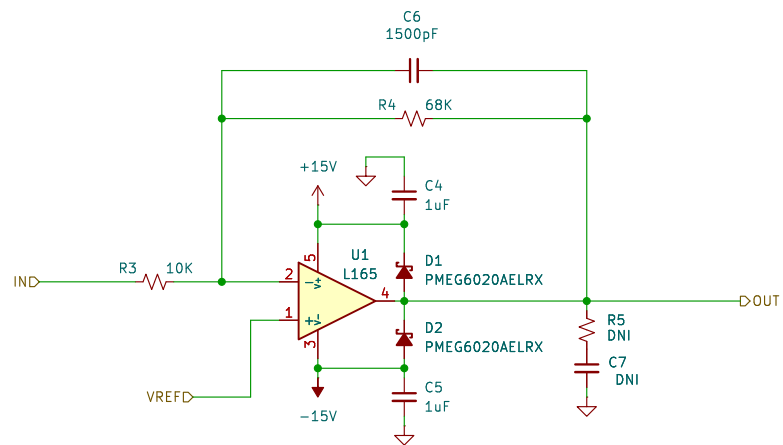 C6
1500pF
R4 68K
+15V
C4
1uF
5
U1
L165
D1
PMEG6020AELRX
R3 10K
IN
2
−
V+
4
OUT
1
+
V−
3
D2
PMEG6020AELRX
R5
DNI
C7
DNI
VREF
C5
1uF
−15V